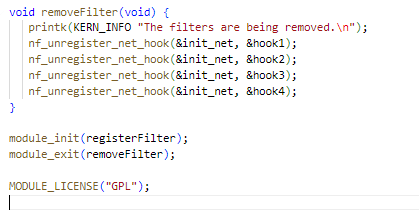 void removeFilter(void) {
   printk(KERN_INFO "The filters are being removed.\n");
   nf_unregister_net_hook(&init_net, &hook1);
   nf_unregister_net_hook(&init_net, &hook2);
   nf_unregister_net_hook(&init_net, &hook3);
   nf_unregister_net_hook(&init_net, &hook4);
}

module_init(registerFilter);
module_exit(removeFilter);

MODULE_LICENSE("GPL");